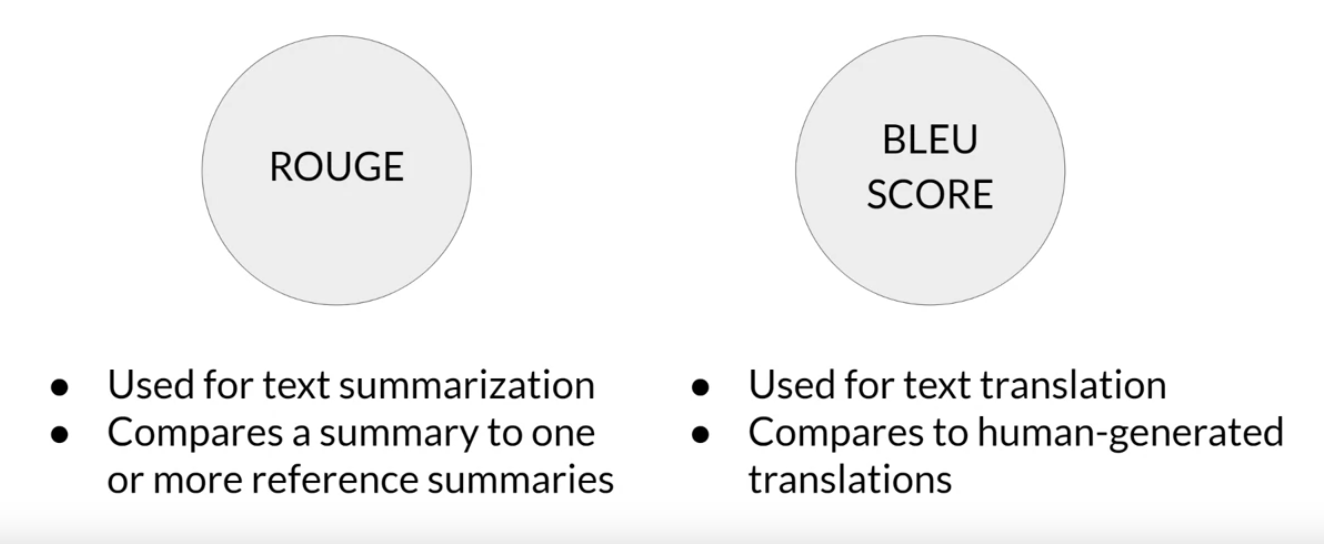 ROUGE
BLEU
SCORE
● Used for text summarization
● Compares a summary to one
or more reference summaries
● Used for text translation
● Compares to human-generated
translations